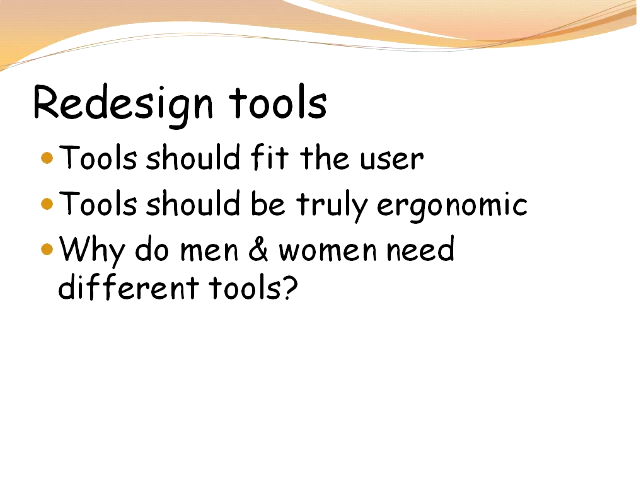 Redesign tools
Tools should fit the user
Tools should be truly ergonomic
Why do men & women need
different tools?